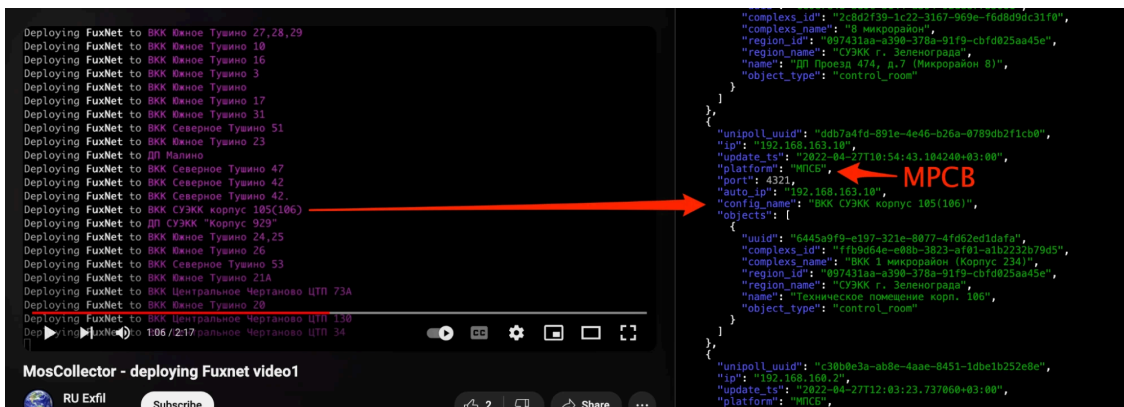 Deploying FuxNet to ВКК Южное Тушино 27,28,29
Deploying FuxNet to ВКК Южное Тушино 10
Deploying FuxNet to ВКК Южное Тушино 16
Deploying FuxNet to ВКК Южное Тушино 3
Deploying FuxNet to ВКК Южное Тушино
Deploying FuxNet to ВКК Южное Тушино 17
Deploying FuxNet to ВКК Южное Тушино 31
Deploying FuxNet to ВКК Северное Тушино 51
Deploying FuxNet to ВКК Южное Тушино 23
Deploying FuxNet to ДП Малино
Deploying FuxNet to ВКК Северное Тушино 47
Deploying FuxNet to ВКК Северное Тушино 42
Deploying FuxNet to ВКК Северное Тушино 42.
Deploying FuxNet to ВКК СУЭКК корпус 105(106)
Deploying FuxNet to ДП СУЭКК "Корпус 929"
Deploying FuxNet to ВКК Южное Тушино 24,25
Deploying FuxNet to ВКК Южное Тушино 26
Deploying FuxNet to ВКК Северное Тушино 53
Deploying FuxNet to ВКК Южное Тушино 21А
Deploying FuxNet to ВКК Центральное Чертаново ЦТП 73А
Deploying FuxNet to ВКК Южное Тушино 20
Deploying FuxNet to ВКК Центральное Чертаново ЦТП 130
Deploying FuxNet to ВКК Центральное Чертаново ЦТП 34
1:06 / 2:17
CC
MosCollector - deploying Fuxnet video1
RU Exfil
Subscribe
2
Share
"complexs_id": "2c8d2f39-1c22-3167-969e-f6d8d9dc31f0",
"complexs_name": "8 микрорайон",
"region_id": "097431aa-a390-378a-91f9-cbfd025aa45e",
"region_name": "СУЭКК г. Зеленограда",
"name": "ДП Проезд 474, д.7 (Микрорайон 8)",
"object_type": "control_room"
}
]
},
{
"unipoll_uuid": "ddb7a4fd-891e-4e46-b26a-0789db2f1cb0",
"ip": "192.168.163.10",
"update_ts": "2022-04-27T10:54:43.104240+03:00",
"platform": "МПСБ",
MPCB
"port": 4321,
"auto_ip": "192.168.163.10",
"config_name": "ВКК СУЭКК корпус 105(106)",
"objects": [
{
"uuid": "6445a9f9-e197-321e-8077-4fd62ed1dafa",
"complexs_id": "ffb9d64e-e08b-3823-af01-a1b2232b79d5",
"complexs_name": "ВКК 1 микрорайон (Корпус 234)",
"region_id": "097431aa-a390-378a-91f9-cbfd025aa45e",
"region_name": "СУЭКК г. Зеленограда",
"name": "Техническое помещение корп. 106",
"object_type": "control_room"
}
]
},
{
"unipoll_uuid": "c30b0e3a-ab8e-4aae-8451-1dbe1b252e8e",
"ip": "192.168.160.2",
"update_ts": "2022-04-27T12:03:23.737060+03:00",
"platform": "МПСБ",